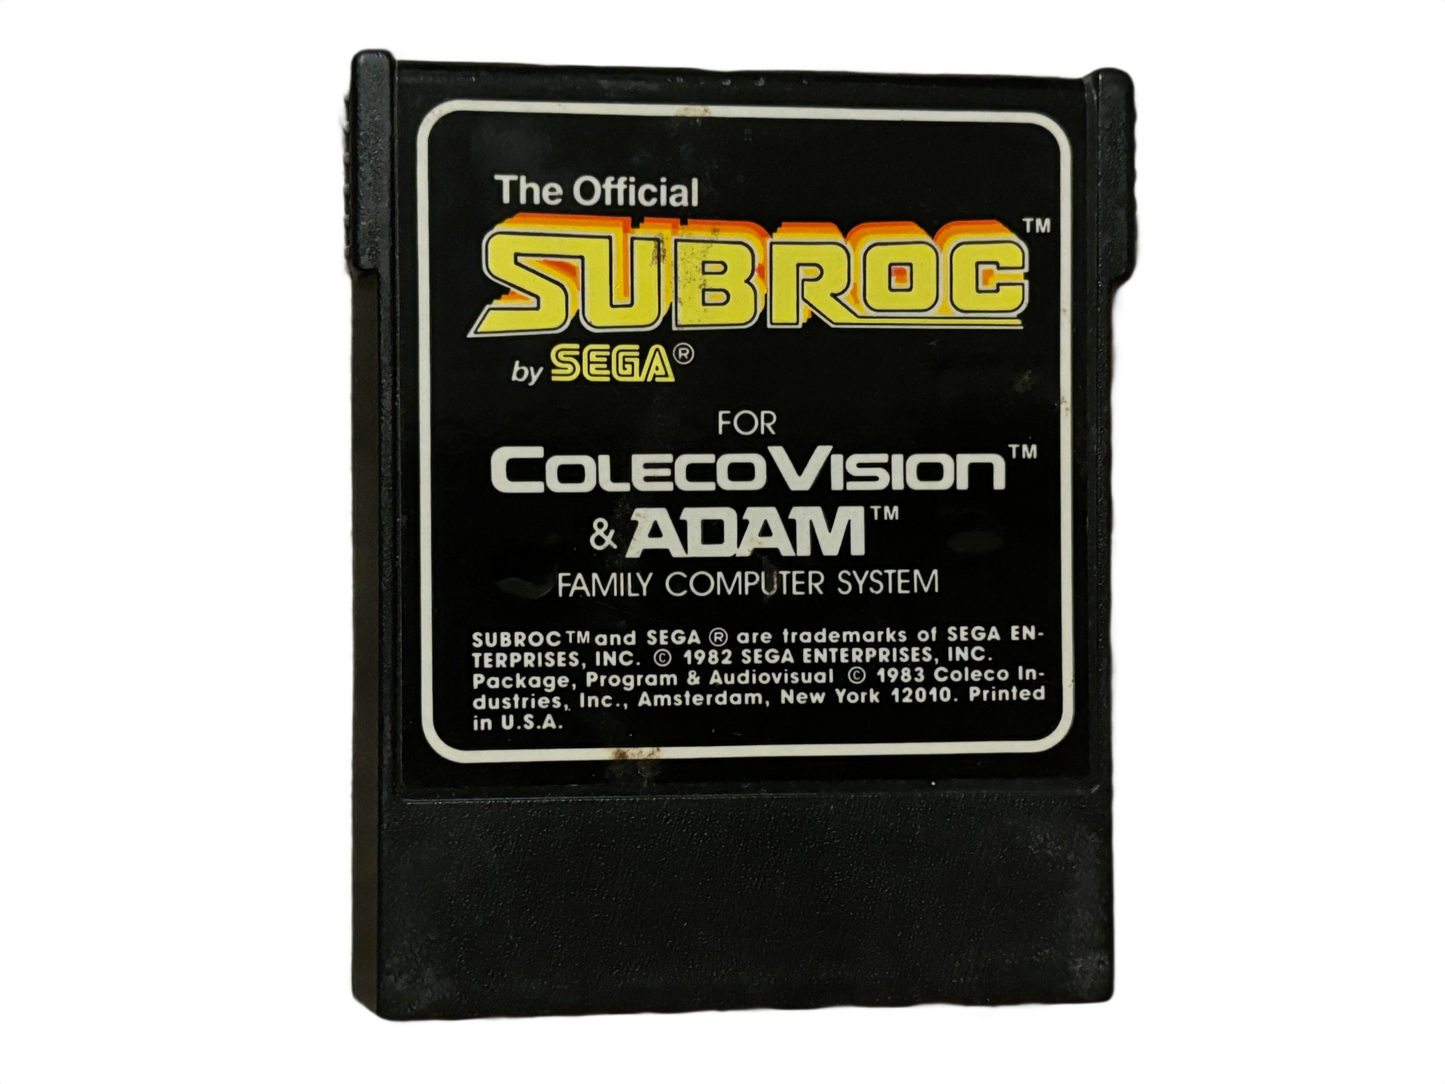 The Official
SUBROC™
by SEGA®
FOR
COLECOVISION™
& ADAM™
FAMILY COMPUTER SYSTEM
SUBROC™ and SEGA ® are trademarks of SEGA EN-
TERPRISES, INC. © 1982 SEGA ENTERPRISES, INC.
Package, Program & Audiovisual © 1983 Coleco In-
dustries, Inc., Amsterdam, New York 12010. Printed
in U.S.A.